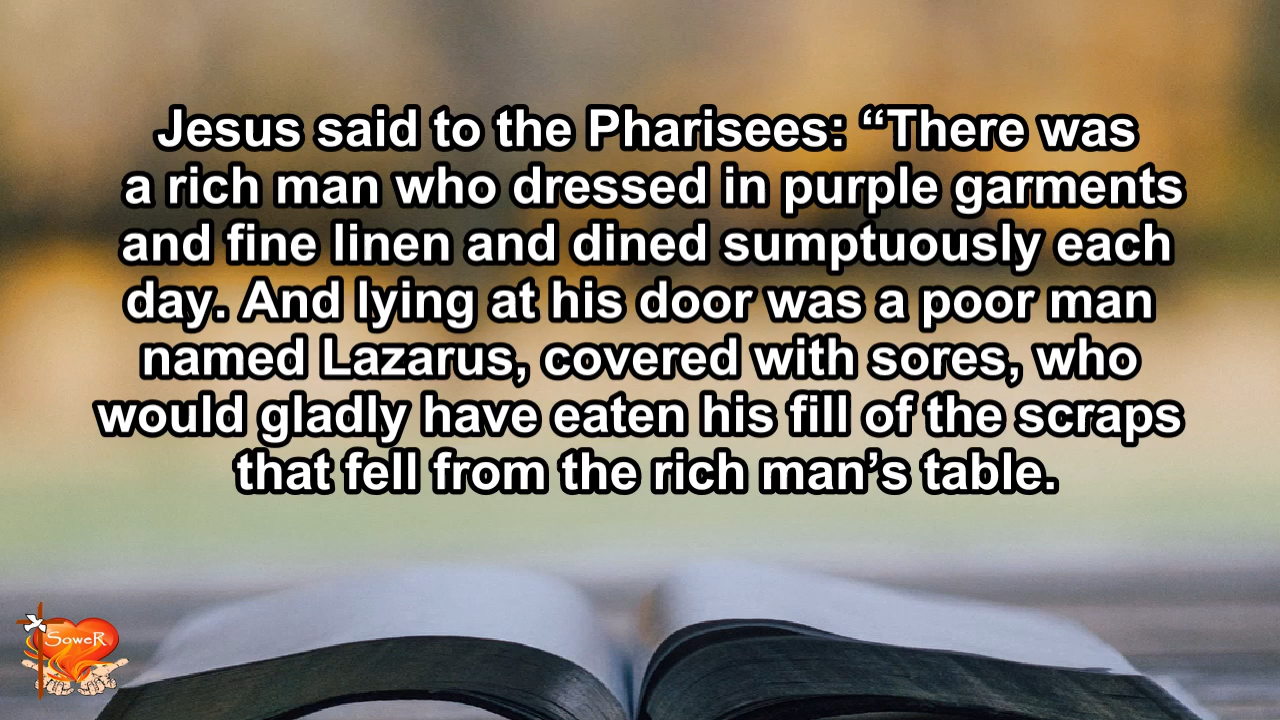 Jesus said to the Pharisees: “There was
a rich man who dressed in purple garments
and fine linen and dined sumptuously each
day. And lying at his door was a poor man
named Lazarus, covered with sores, who
would gladly have eaten his fill of the scraps
that fell from the rich man’s table.
SoweR